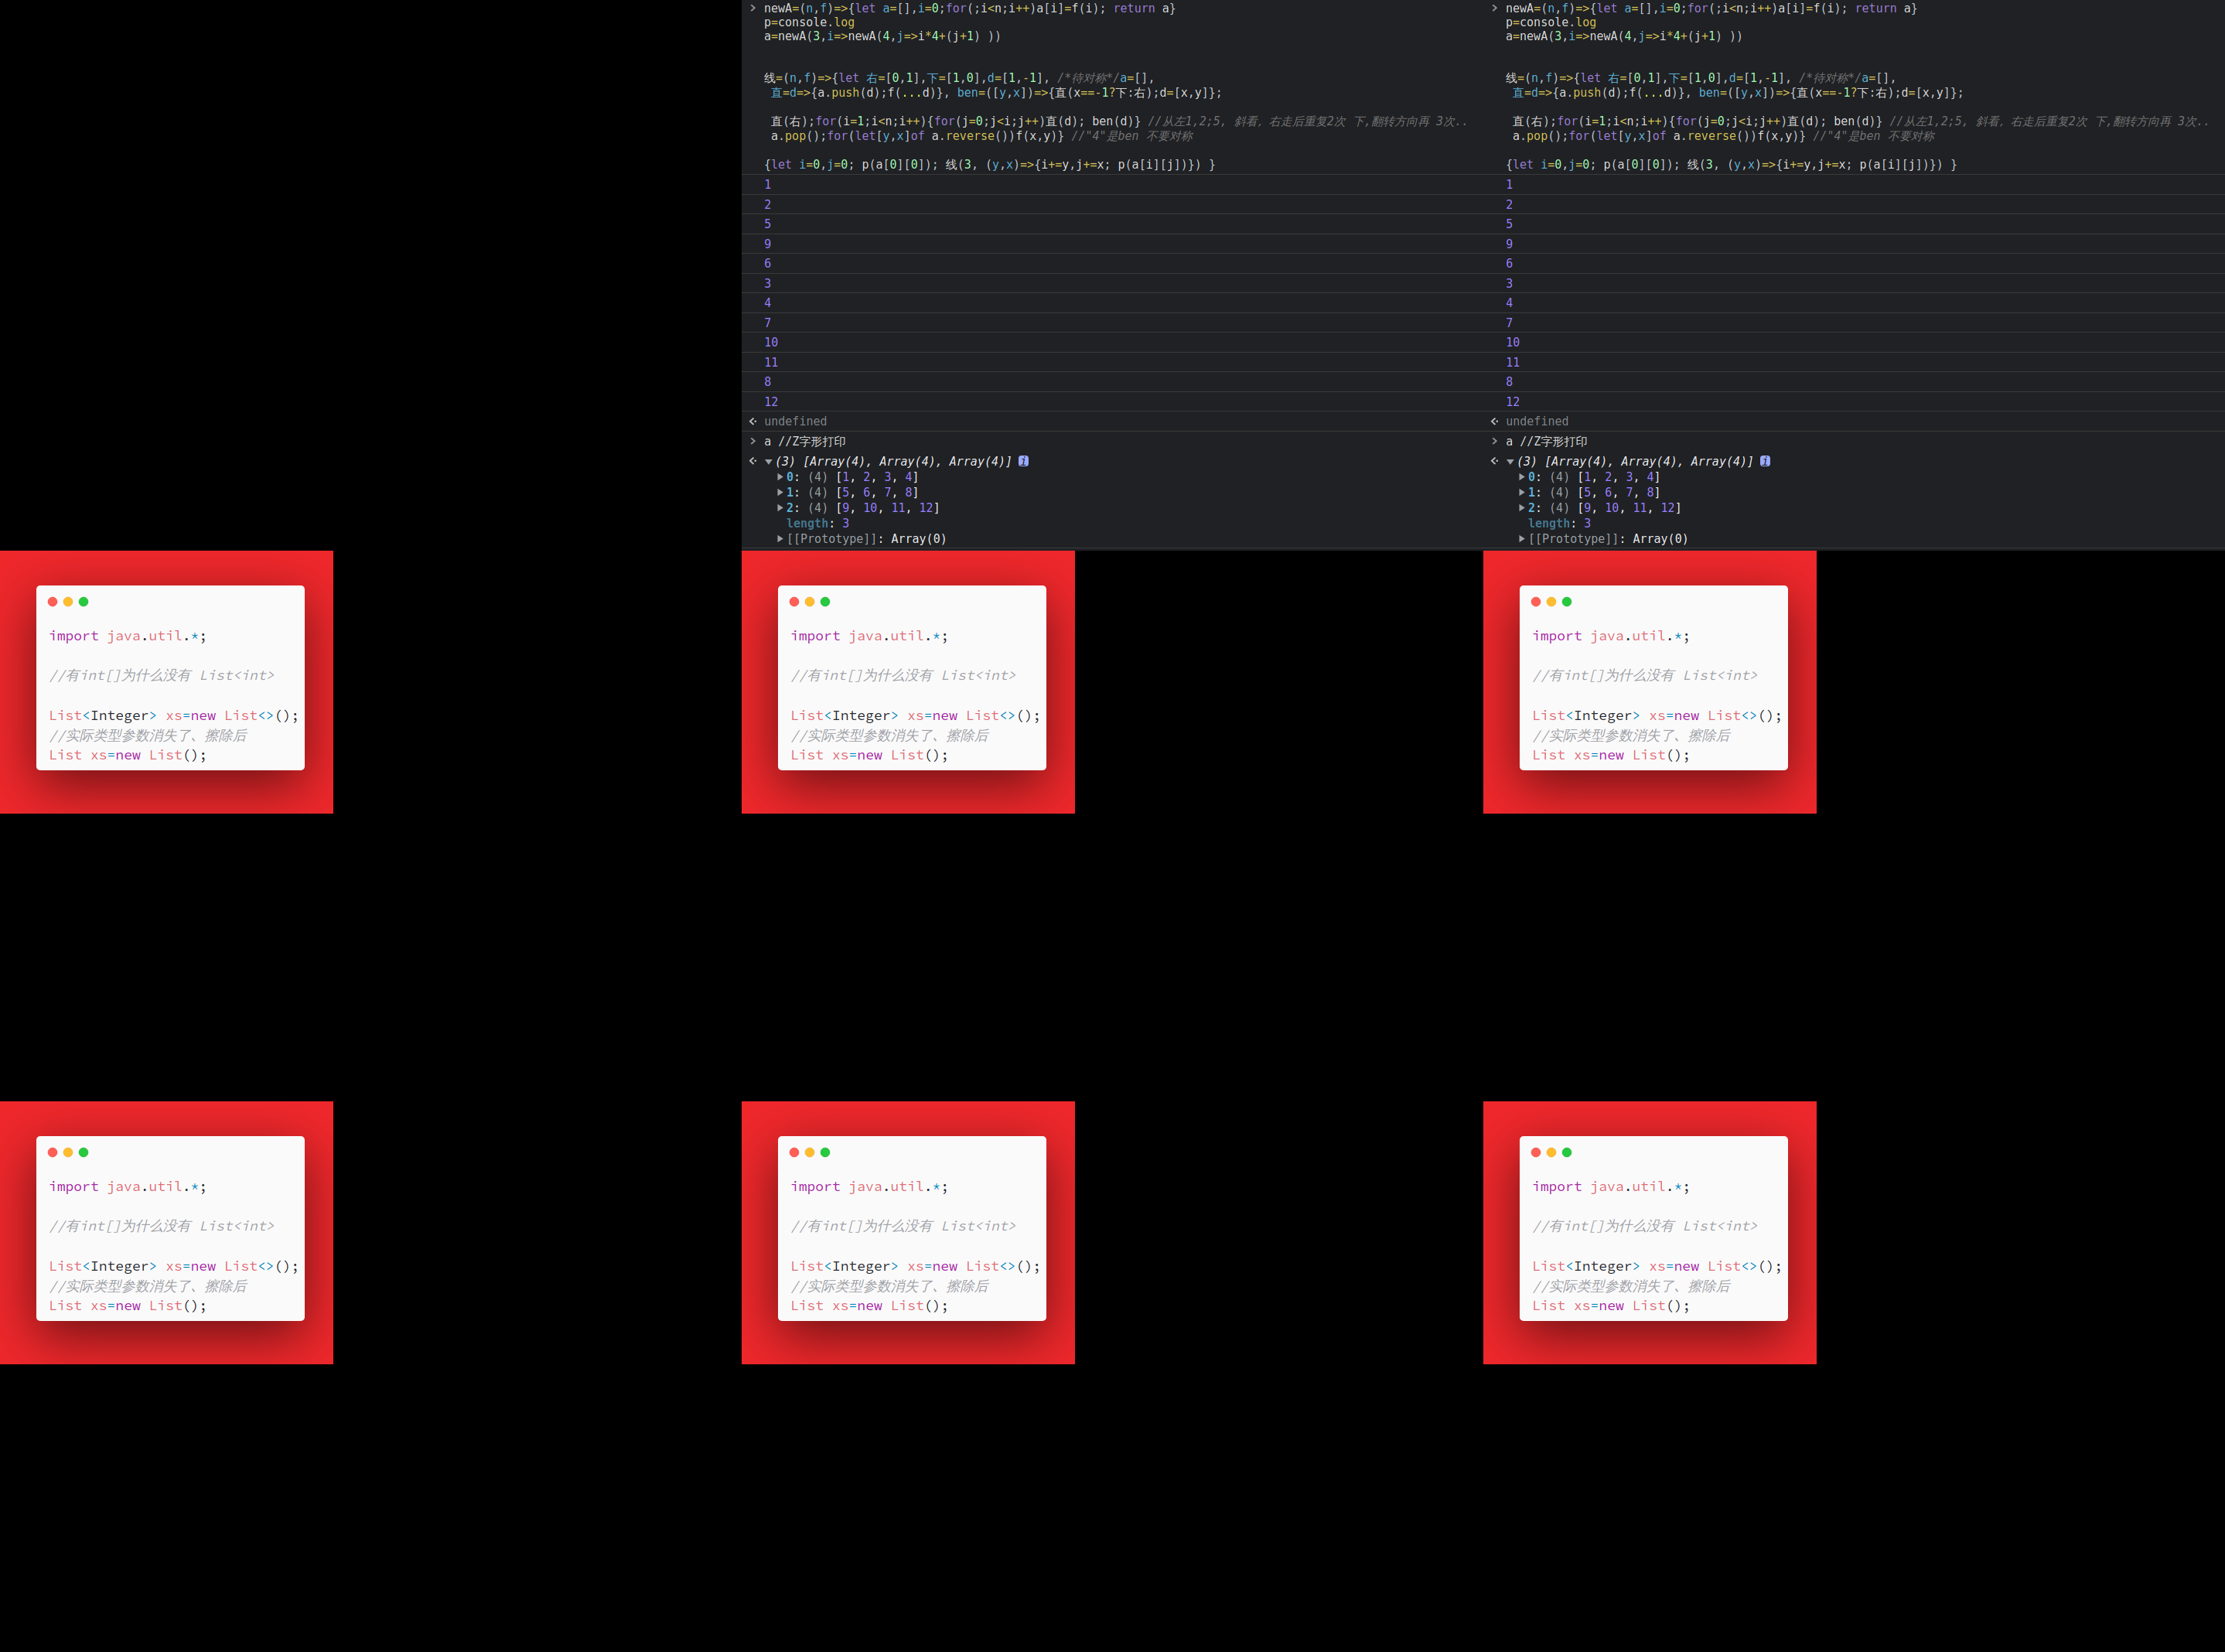 newA=(n,f)=>{let a=[],i=0;for(;i<n;i++)a[i]=f(i); return a}
p=console.log
a=newA(3,i=>newA(4,j=>i*4+(j+1) ))
线=(n,f)=>{let 右=[0,1],下=[1,0],d=[1,-1], /*待对称*/a=[],
直=d=>{a.push(d);f(...d)}, ben=([y,x])=>{直(x==-1?下:右);d=[x,y]};
直(右);for(i=1;i<n;i++){for(j=0;j<i;j++)直(d); ben(d)} //从左1,2;5, 斜看, 右走后重复2次 下,翻转方向再 3次..
a.pop();for(let[y,x]of a.reverse())f(x,y)} //"4"是ben 不要对称
{let i=0,j=0; p(a[0][0]); 线(3, (y,x)=>{i+=y,j+=x; p(a[i][j])}) }
1
2
5
9
6
3
4
7
10
11
8
12
undefined
a //Z字形打印
(3) [Array(4), Array(4), Array(4)] i
0: (4) [1, 2, 3, 4]
1: (4) [5, 6, 7, 8]
2: (4) [9, 10, 11, 12]
length: 3
[[Prototype]]: Array(0)
newA=(n,f)=>{let a=[],i=0;for(;i<n;i++)a[i]=f(i); return a}
p=console.log
a=newA(3,i=>newA(4,j=>i*4+(j+1) ))
线=(n,f)=>{let 右=[0,1],下=[1,0],d=[1,-1], /*待对称*/a=[],
直=d=>{a.push(d);f(...d)}, ben=([y,x])=>{直(x==-1?下:右);d=[x,y]};
直(右);for(i=1;i<n;i++){for(j=0;j<i;j++)直(d); ben(d)} //从左1,2;5, 斜看, 右走后重复2次 下,翻转方向再 3次..
a.pop();for(let[y,x]of a.reverse())f(x,y)} //"4"是ben 不要对称
{let i=0,j=0; p(a[0][0]); 线(3, (y,x)=>{i+=y,j+=x; p(a[i][j])}) }
1
2
5
9
6
3
4
7
10
11
8
12
undefined
a //Z字形打印
(3) [Array(4), Array(4), Array(4)] i
0: (4) [1, 2, 3, 4]
1: (4) [5, 6, 7, 8]
2: (4) [9, 10, 11, 12]
length: 3
[[Prototype]]: Array(0)
import java.util.*;
//有int[]为什么没有 List<int>
List<Integer> xs=new List<>();
//实际类型参数消失了、擦除后
List xs=new List();
import java.util.*;
//有int[]为什么没有 List<int>
List<Integer> xs=new List<>();
//实际类型参数消失了、擦除后
List xs=new List();
import java.util.*;
//有int[]为什么没有 List<int>
List<Integer> xs=new List<>();
//实际类型参数消失了、擦除后
List xs=new List();
import java.util.*;
//有int[]为什么没有 List<int>
List<Integer> xs=new List<>();
//实际类型参数消失了、擦除后
List xs=new List();
import java.util.*;
//有int[]为什么没有 List<int>
List<Integer> xs=new List<>();
//实际类型参数消失了、擦除后
List xs=new List();
import java.util.*;
//有int[]为什么没有 List<int>
List<Integer> xs=new List<>();
//实际类型参数消失了、擦除后
List xs=new List();